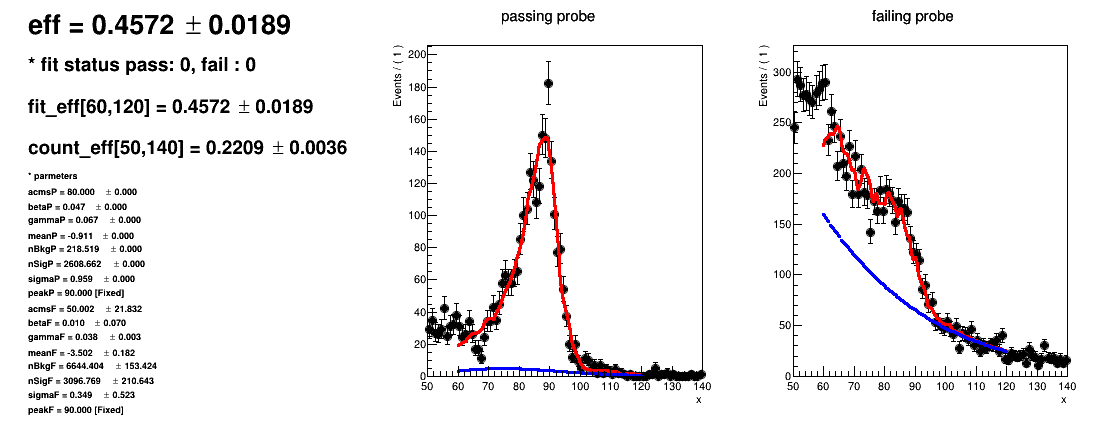 eff = 0.4572 ± 0.0189
* fit status pass: 0, fail : 0
fit_eff[60,120] = 0.4572 ± 0.0189
count_eff[50,140] = 0.2209 ± 0.0036
* parmeters
acmsP = 80.000 ± 0.000
betaP = 0.047 ± 0.000
gammaP = 0.067 ± 0.000
meanP = -0.911 ± 0.000
nBkgP = 218.519 ± 0.000
nSigP = 2608.662 ± 0.000
sigmaP = 0.959 ± 0.000
peakP = 90.000 [Fixed]
acmsF = 50.002 ± 21.832
betaF = 0.010 ± 0.070
gammaF = 0.038 ± 0.003
meanF = -3.502 ± 0.182
nBkgF = 6644.404 ± 153.424
nSigF = 3096.769 ± 210.643
sigmaF = 0.349 ± 0.523
peakF = 90.000 [Fixed]
passing probe
Events / ( 1 )
200
180
160
140
120
100
80
60
40
20
0
50 60 70 80 90 100 110 120 130 140
x
failing probe
Events / ( 1 )
300
250
200
150
100
50
0
50 60 70 80 90 100 110 120 130 140
x